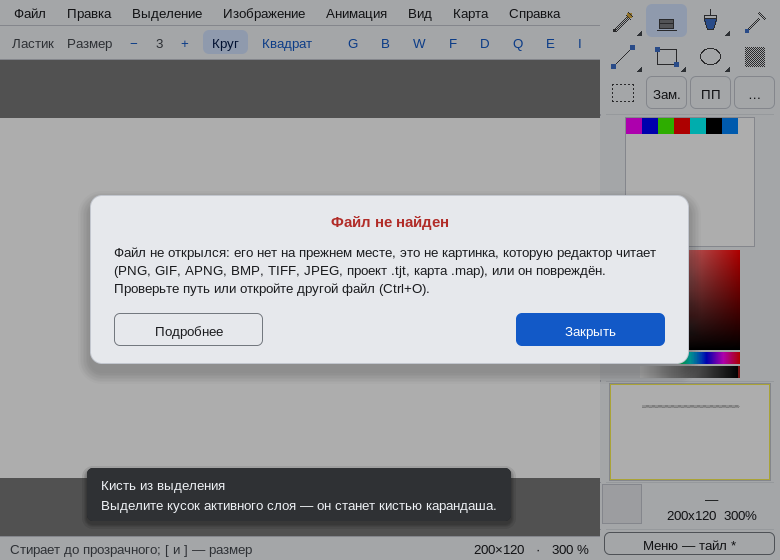 Файл Правка Выделение Изображение Анимация Вид Карта Справка
Ластик Размер − 3 + Круг Квадрат G B W F D Q E I
Зам. ПП ...
Файл не найден
Файл не открылся: его нет на прежнем месте, это не картинка, которую редактор читает
(PNG, GIF, APNG, BMP, TIFF, JPEG, проект .tjt, карта .map), или он повреждён.
Проверьте путь или откройте другой файл (Ctrl+O).
Подробнее Закрыть
Кисть из выделения
Выделите кусок активного слоя — он станет кистью карандаша.
—
200x120 300%
Стирает до прозрачного; [ и ] — размер 200×120 · 300 %
Меню — тайл *